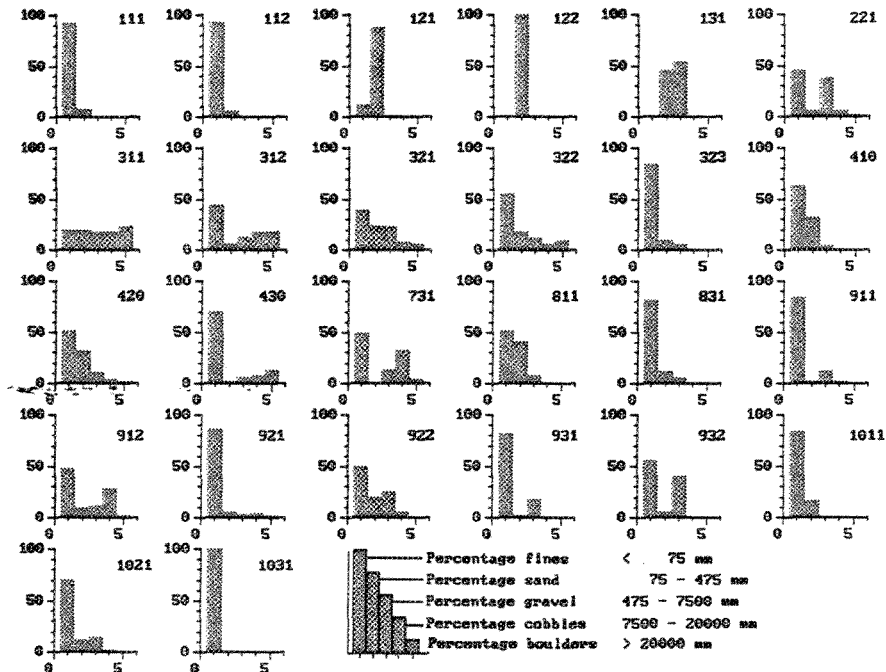 100 111 100 112 100 121 100 122 100 131 100 221
50 50 50 50 50 50
0 0 0 0 0 0
0 5 0 5 0 5 0 5 0 5 0 5
100 311 100 312 100 321 100 322 100 323 100 410
50 50 50 50 50 50
0 0 0 0 0 0
0 5 0 5 0 5 0 5 0 5 0 5
100 420 100 430 100 731 100 811 100 831 100 911
50 50 50 50 50 50
0 0 0 0 0 0
0 5 0 5 0 5 0 5 0 5 0 5
100 912 100 921 100 922 100 931 100 932 100 1011
50 50 50 50 50 50
0 0 0 0 0 0
0 5 0 5 0 5 0 5 0 5 0 5
100 1021 100 1031
50 50
0 0
0 5 0 5
Percentage fines < 75 mm
Percentage sand 75 - 475 mm
Percentage gravel 475 - 7500 mm
Percentage cobbles 7500 - 20000 mm
Percentage boulders > 20000 mm